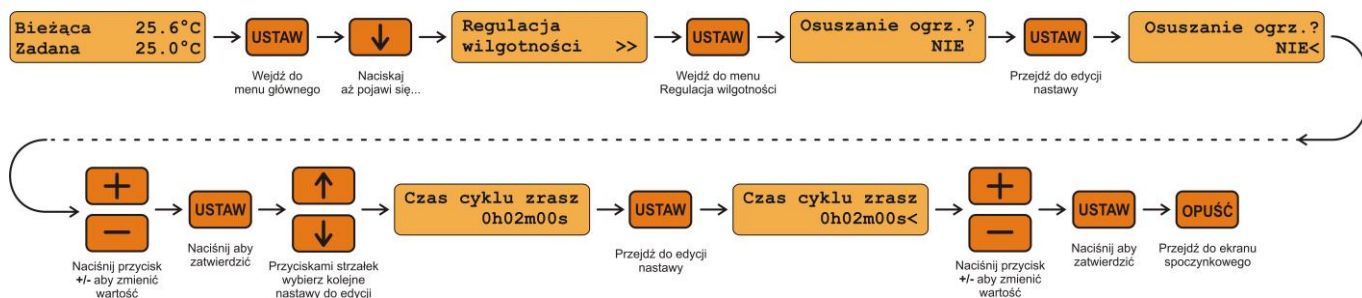 Bieżąca 25.6°C
Zadana 25.0°C
USTAW
Wejdź do
menu głównego
Naciskaj
aż pojawi się...
Regulacja
wilgotności >>
USTAW
Wejdź do menu
Regulacja wilgotności
Osuszanie ogrz.?
NIE
USTAW
Przejdź do edycji
nastawy
Osuszanie ogrz.?
NIE<
+
−
Naciśnij przycisk
+/- aby zmienić
wartość
USTAW
Naciśnij aby
zatwierdzić
Przyciskami strzałek
wybierz kolejne
nastawy do edycji
Czas cyklu zrasz
0h02m00s
USTAW
Przejdź do edycji
nastawy
Czas cyklu zrasz
0h02m00s<
+
−
Naciśnij przycisk
+/- aby zmienić
wartość
USTAW
Naciśnij aby
zatwierdzić
OPUŚĆ
Przejdź do ekranu
spoczynkowego